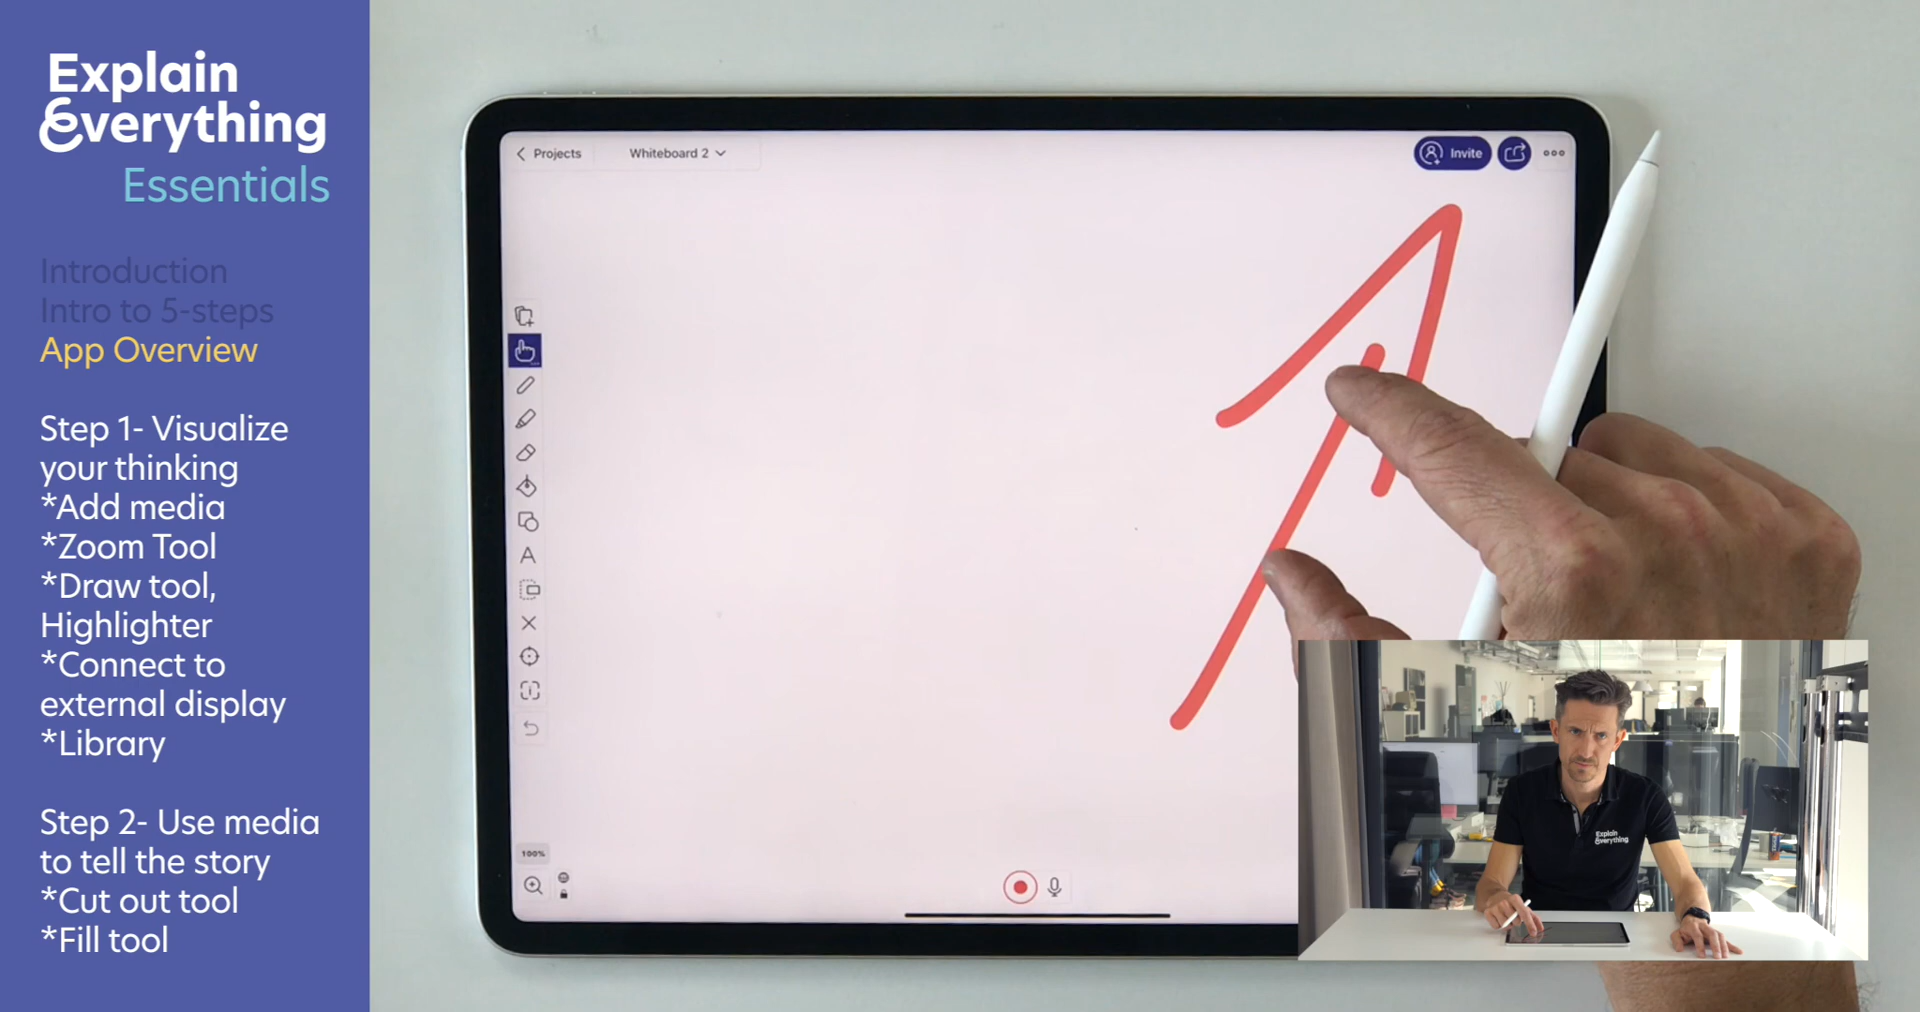 Explain
Everything
Essentials
Introduction
Intro to 5-steps
App Overview
Step 1- Visualize
your thinking
*Add media
*Zoom Tool
*Draw tool,
Highlighter
*Connect to
external display
*Library
Step 2- Use media
to tell the story
*Cut out tool
*Fill tool
Projects
Whiteboard 2
Invite
A
100%
Explain
Everything